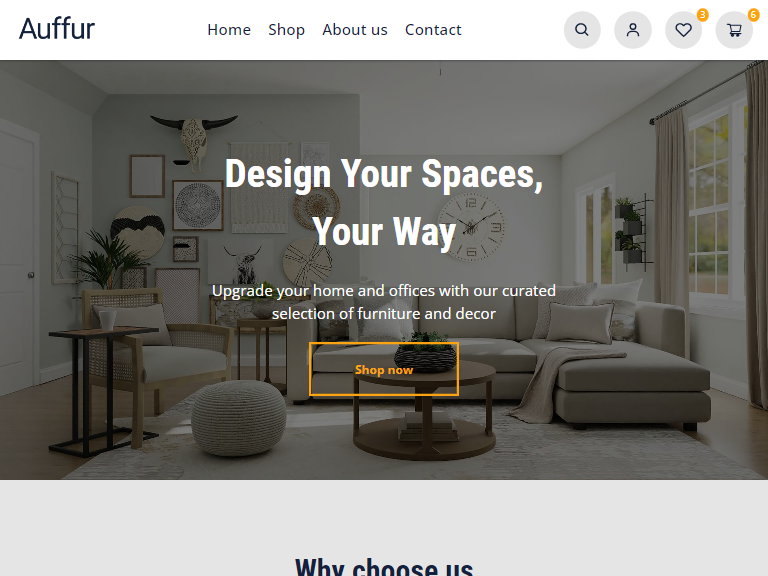 Auffur
Home Shop About us Contact
3
6
Design Your Spaces,
Your Way
Upgrade your home and offices with our curated
selection of furniture and decor
Shop now
Why choose us